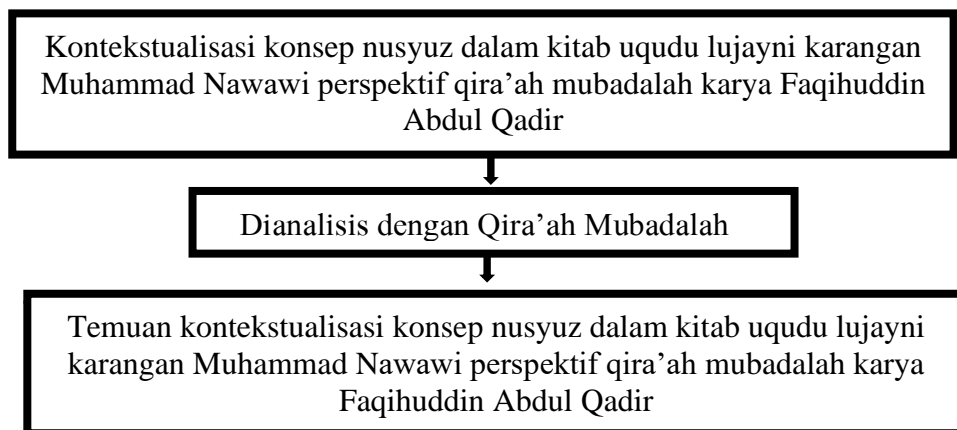 Kontekstualisasi konsep nusyuz dalam kitab uqudu lujayni karangan
Muhammad Nawawi perspektif qira’ah mubadalah karya Faqihuddin
Abdul Qadir
Dianalisis dengan Qira’ah Mubadalah
Temuan kontekstualisasi konsep nusyuz dalam kitab uqudu lujayni
karangan Muhammad Nawawi perspektif qira’ah mubadalah karya
Faqihuddin Abdul Qadir